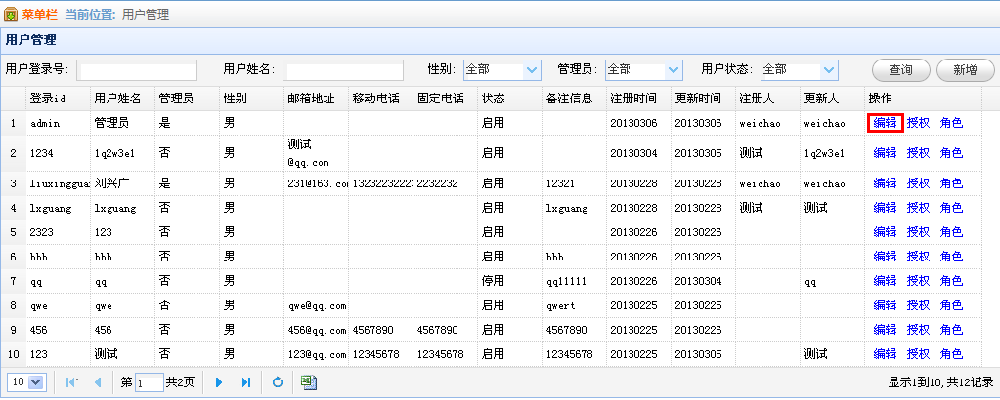 菜单栏 当前位置: 用户管理
用户管理
用户登录号: 用户姓名: 性别: 全部 管理员: 全部 用户状态: 全部 查询 新增
登录id 用户姓名 管理员 性别 邮箱地址 移动电话 固定电话 状态 备注信息 注册时间 更新时间 注册人 更新人 操作
1 admin 管理员 是 男 启用 20130306 20130306 weichao weichao 编辑 授权 角色
2 1234 1q2w3e1 否 男 测试 @qq.com 启用 20130304 20130305 测试 1q2w3e1 编辑 授权 角色
3 liuxinggua 刘兴广 是 男 231@163.com 13232232223 2232232 启用 12321 20130228 20130228 weichao weichao 编辑 授权 角色
4 lxguang lxguang 否 男 启用 lxguang 20130228 20130228 测试 测试 编辑 授权 角色
5 2323 123 否 男 启用 20130226 20130226 编辑 授权 角色
6 bbb bbb 否 男 启用 bbb 20130226 20130226 编辑 授权 角色
7 qq qq 否 男 停用 qq11111 20130226 20130304 qq 编辑 授权 角色
8 qwe qwe 否 男 qwe@qq.com 启用 qwert 20130225 20130225 编辑 授权 角色
9 456 456 否 男 456@qq.com 4567890 4567890 启用 4567890 20130225 20130226 编辑 授权 角色
10 123 测试 否 男 123@qq.com 12345678 12345678 启用 12345678 20130225 20130305 测试 编辑 授权 角色
10 第 1 共2页 显示1到10, 共12记录